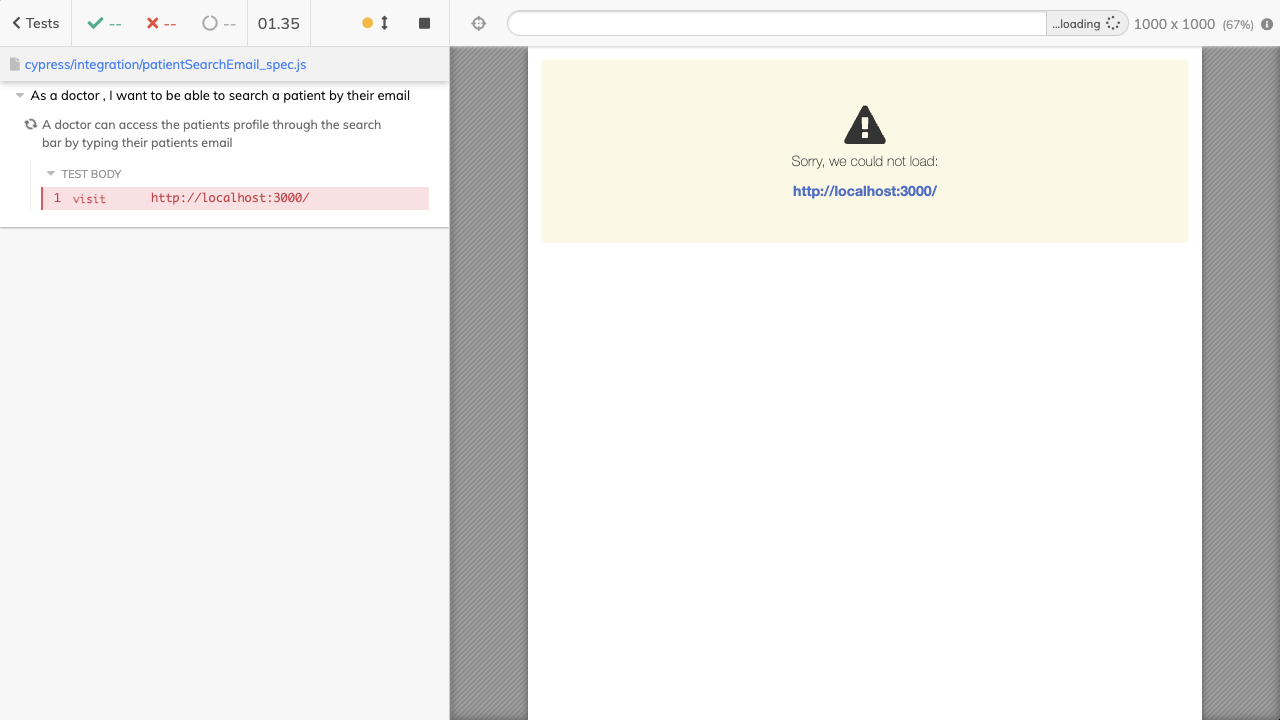 Tests -- -- -- 01.35
...loading 1000 x 1000 (67%)
cypress/integration/patientSearchEmail_spec.js
As a doctor , I want to be able to search a patient by their email
A doctor can access the patients profile through the search
bar by typing their patients email
TEST BODY
1 visit http://localhost:3000/
Sorry, we could not load:
http://localhost:3000/